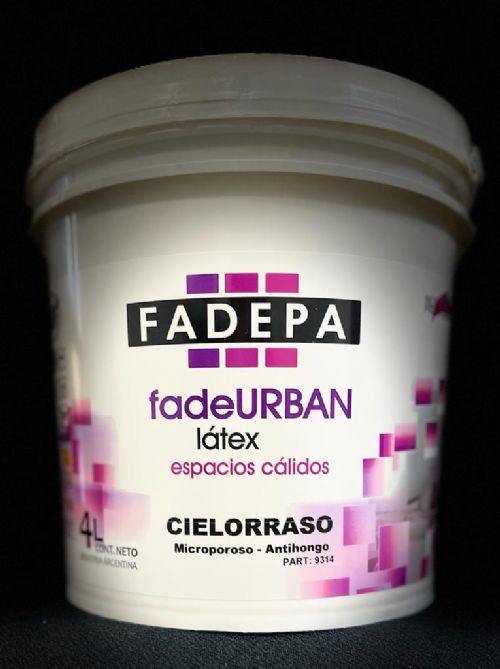 FADEPA
fadeURBAN
látex
espacios cálidos
CIELORRASO
Microporoso - Antihongo
PART: 9314
4L
CONT. NETO
INDUSTRIA ARGENTINA